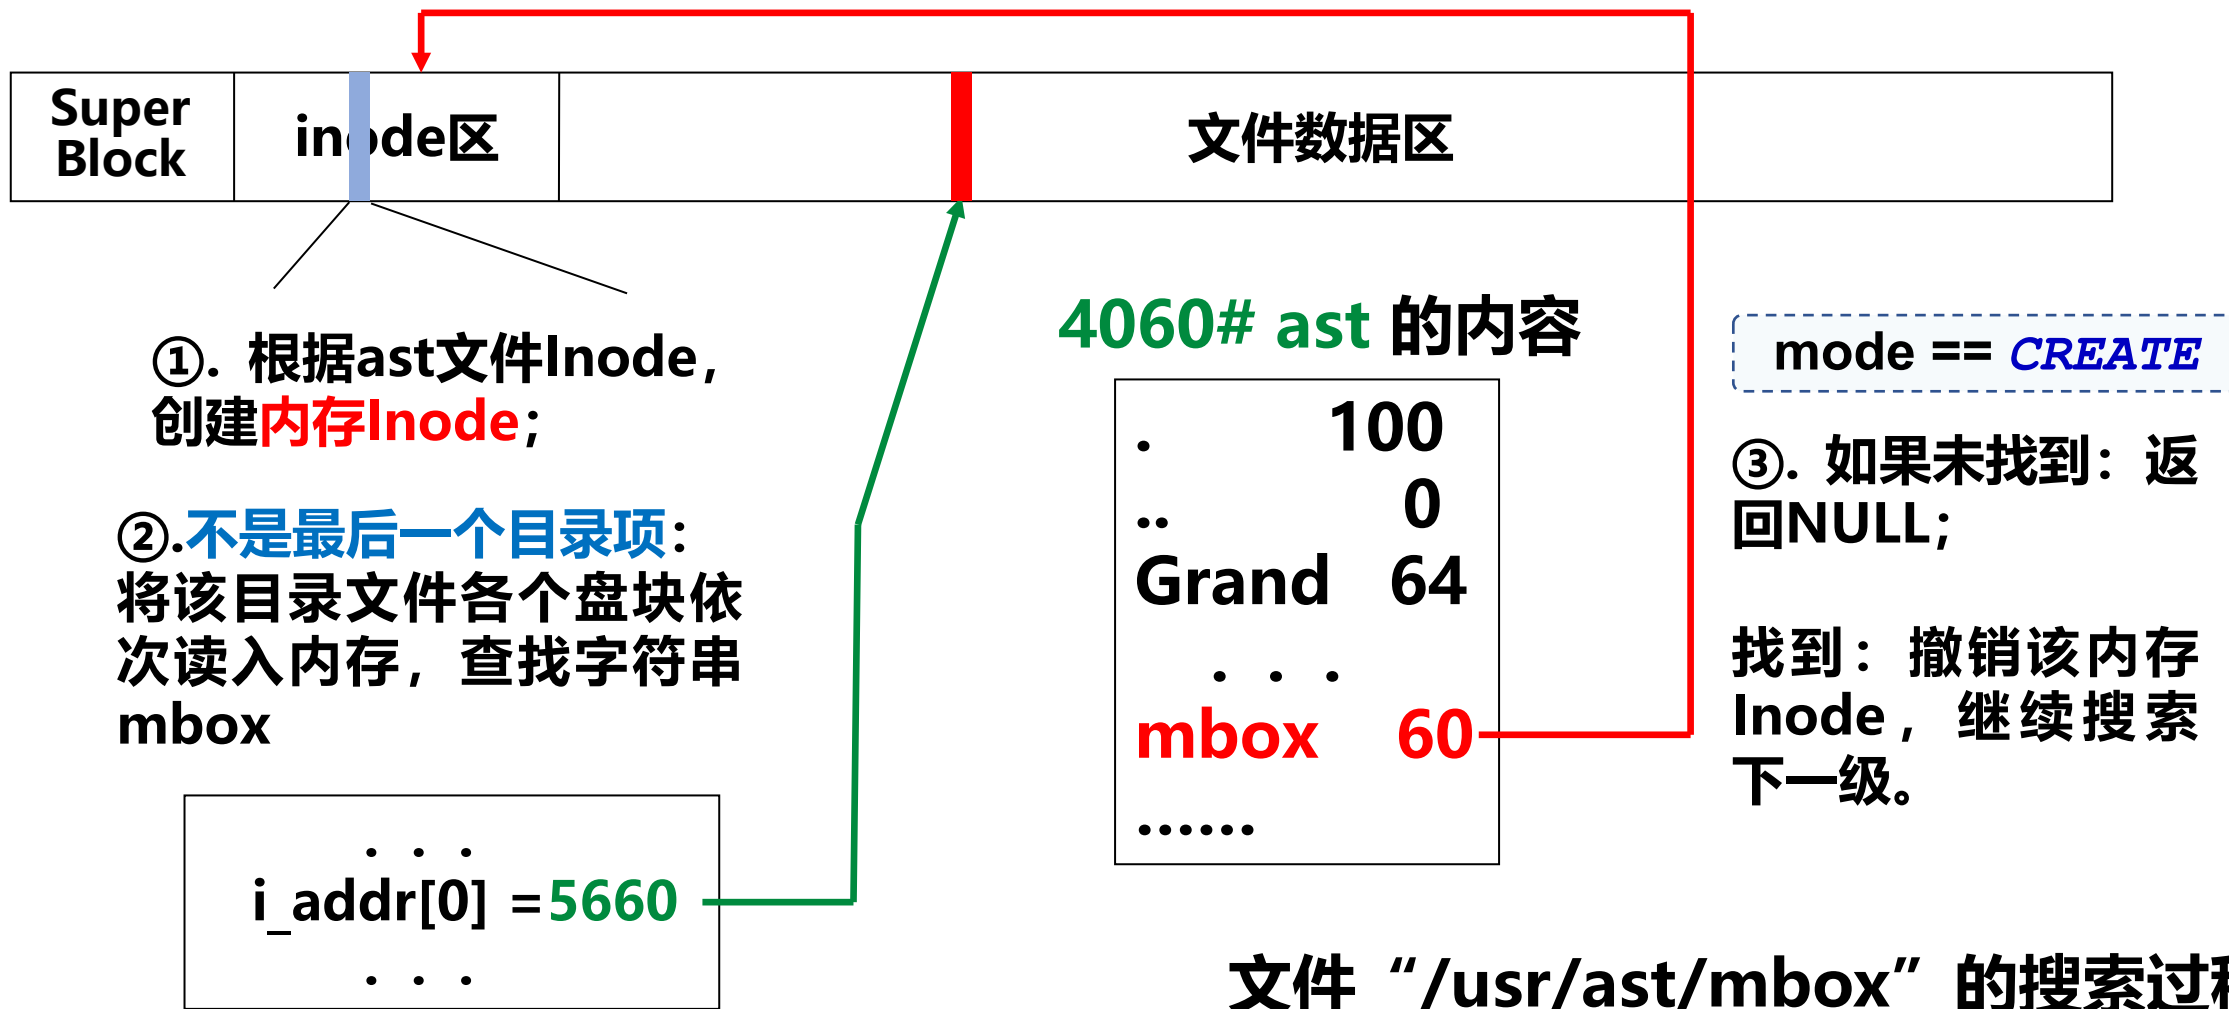 Super
Block
inode区
文件数据区
①. 根据ast文件Inode，
创建内存Inode；
②.不是最后一个目录项：
将该目录文件各个盘块依
次读入内存，查找字符串
mbox
. . .
i_addr[0] =5660
. . .
4060# ast 的内容
. 100
.. 0
Grand 64
. . .
mbox 60
......
mode == CREATE
③. 如果未找到：返
回NULL；
找到：撤销该内存
Inode，继续搜索
下一级。
文件“/usr/ast/mbox”的搜索过程